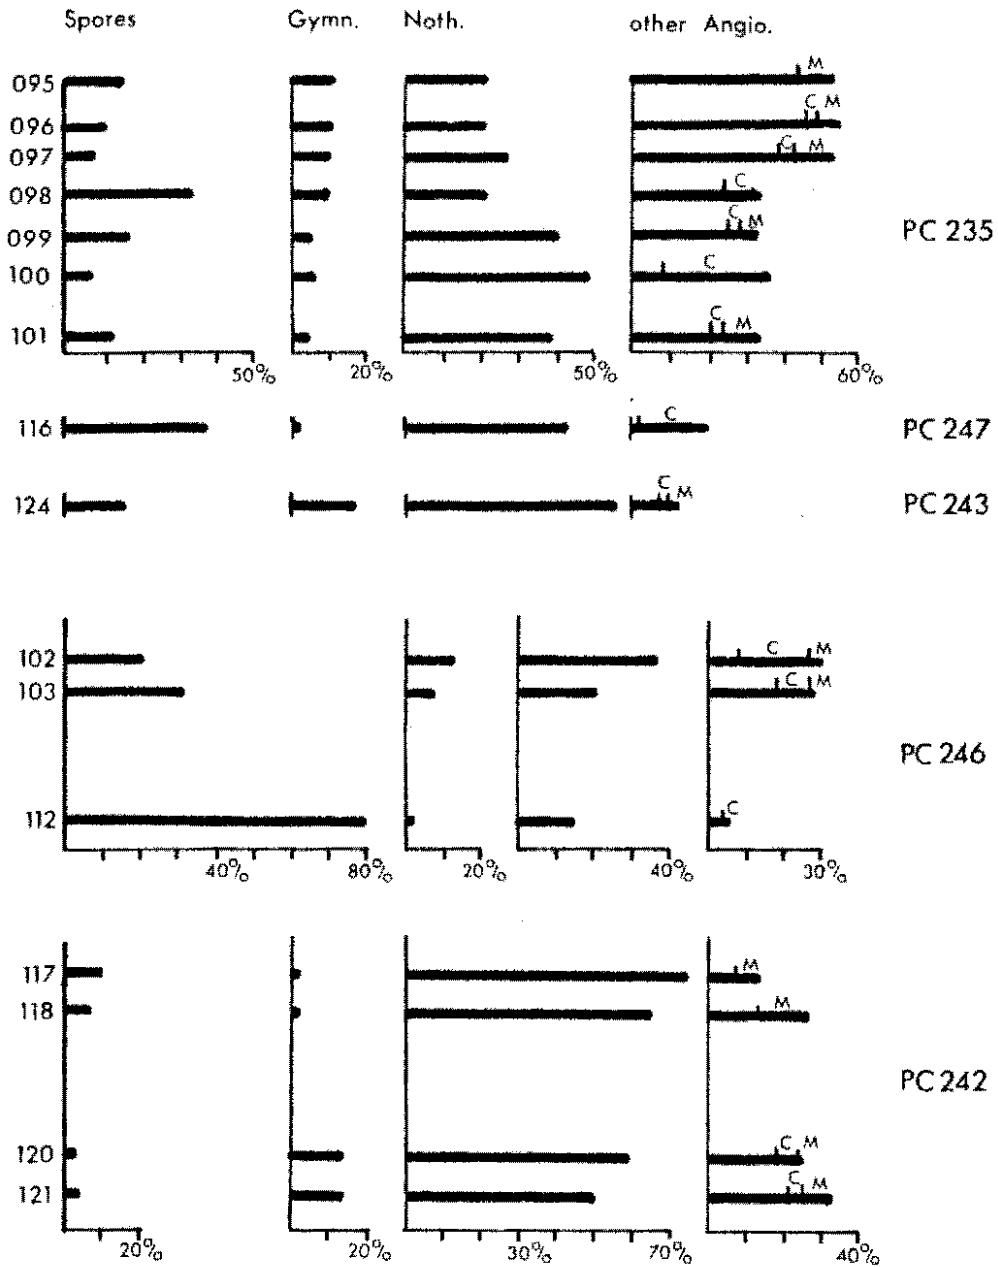 Spores Gymn. Noth. other Angio.
095 M
096 C M
097 C M
098 C
099 C M
PC 235
100 C
101 C M
50% 20% 50% 60%
116 C PC 247
124 C M PC 243
102 C M
103 C M
PC 246
112 C
40% 80% 20% 40% 30%
117 M
118 M
PC 242
120 C M
121 C M
20% 20% 30% 70% 40%